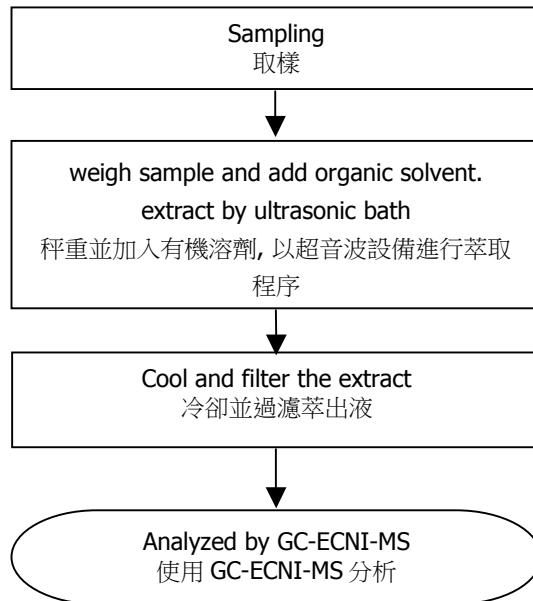 Sampling
取樣
weigh sample and add organic solvent.
extract by ultrasonic bath
秤重並加入有機溶劑, 以超音波設備進行萃取
程序
Cool and filter the extract
冷卻並過濾萃出液
Analyzed by GC-ECNI-MS
使用 GC-ECNI-MS 分析